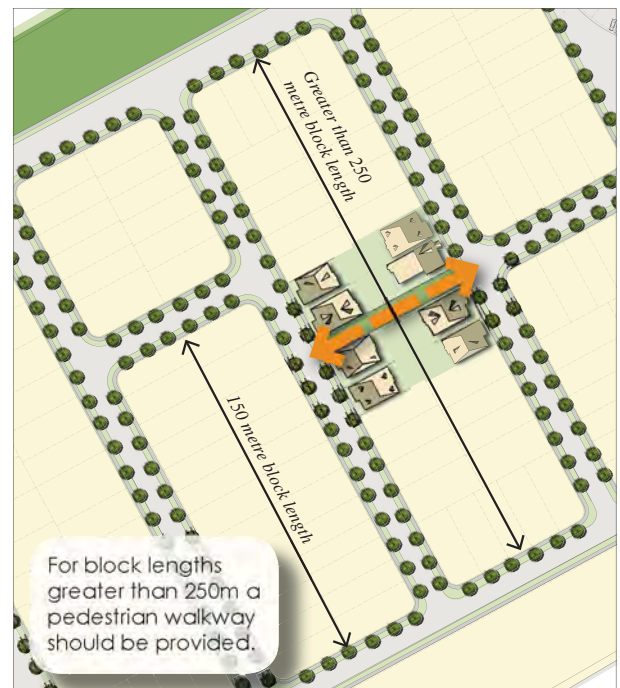 Greater than 250
metre block length
150 metre block length
For block lengths
greater than 250m a
pedestrian walkway
should be provided.